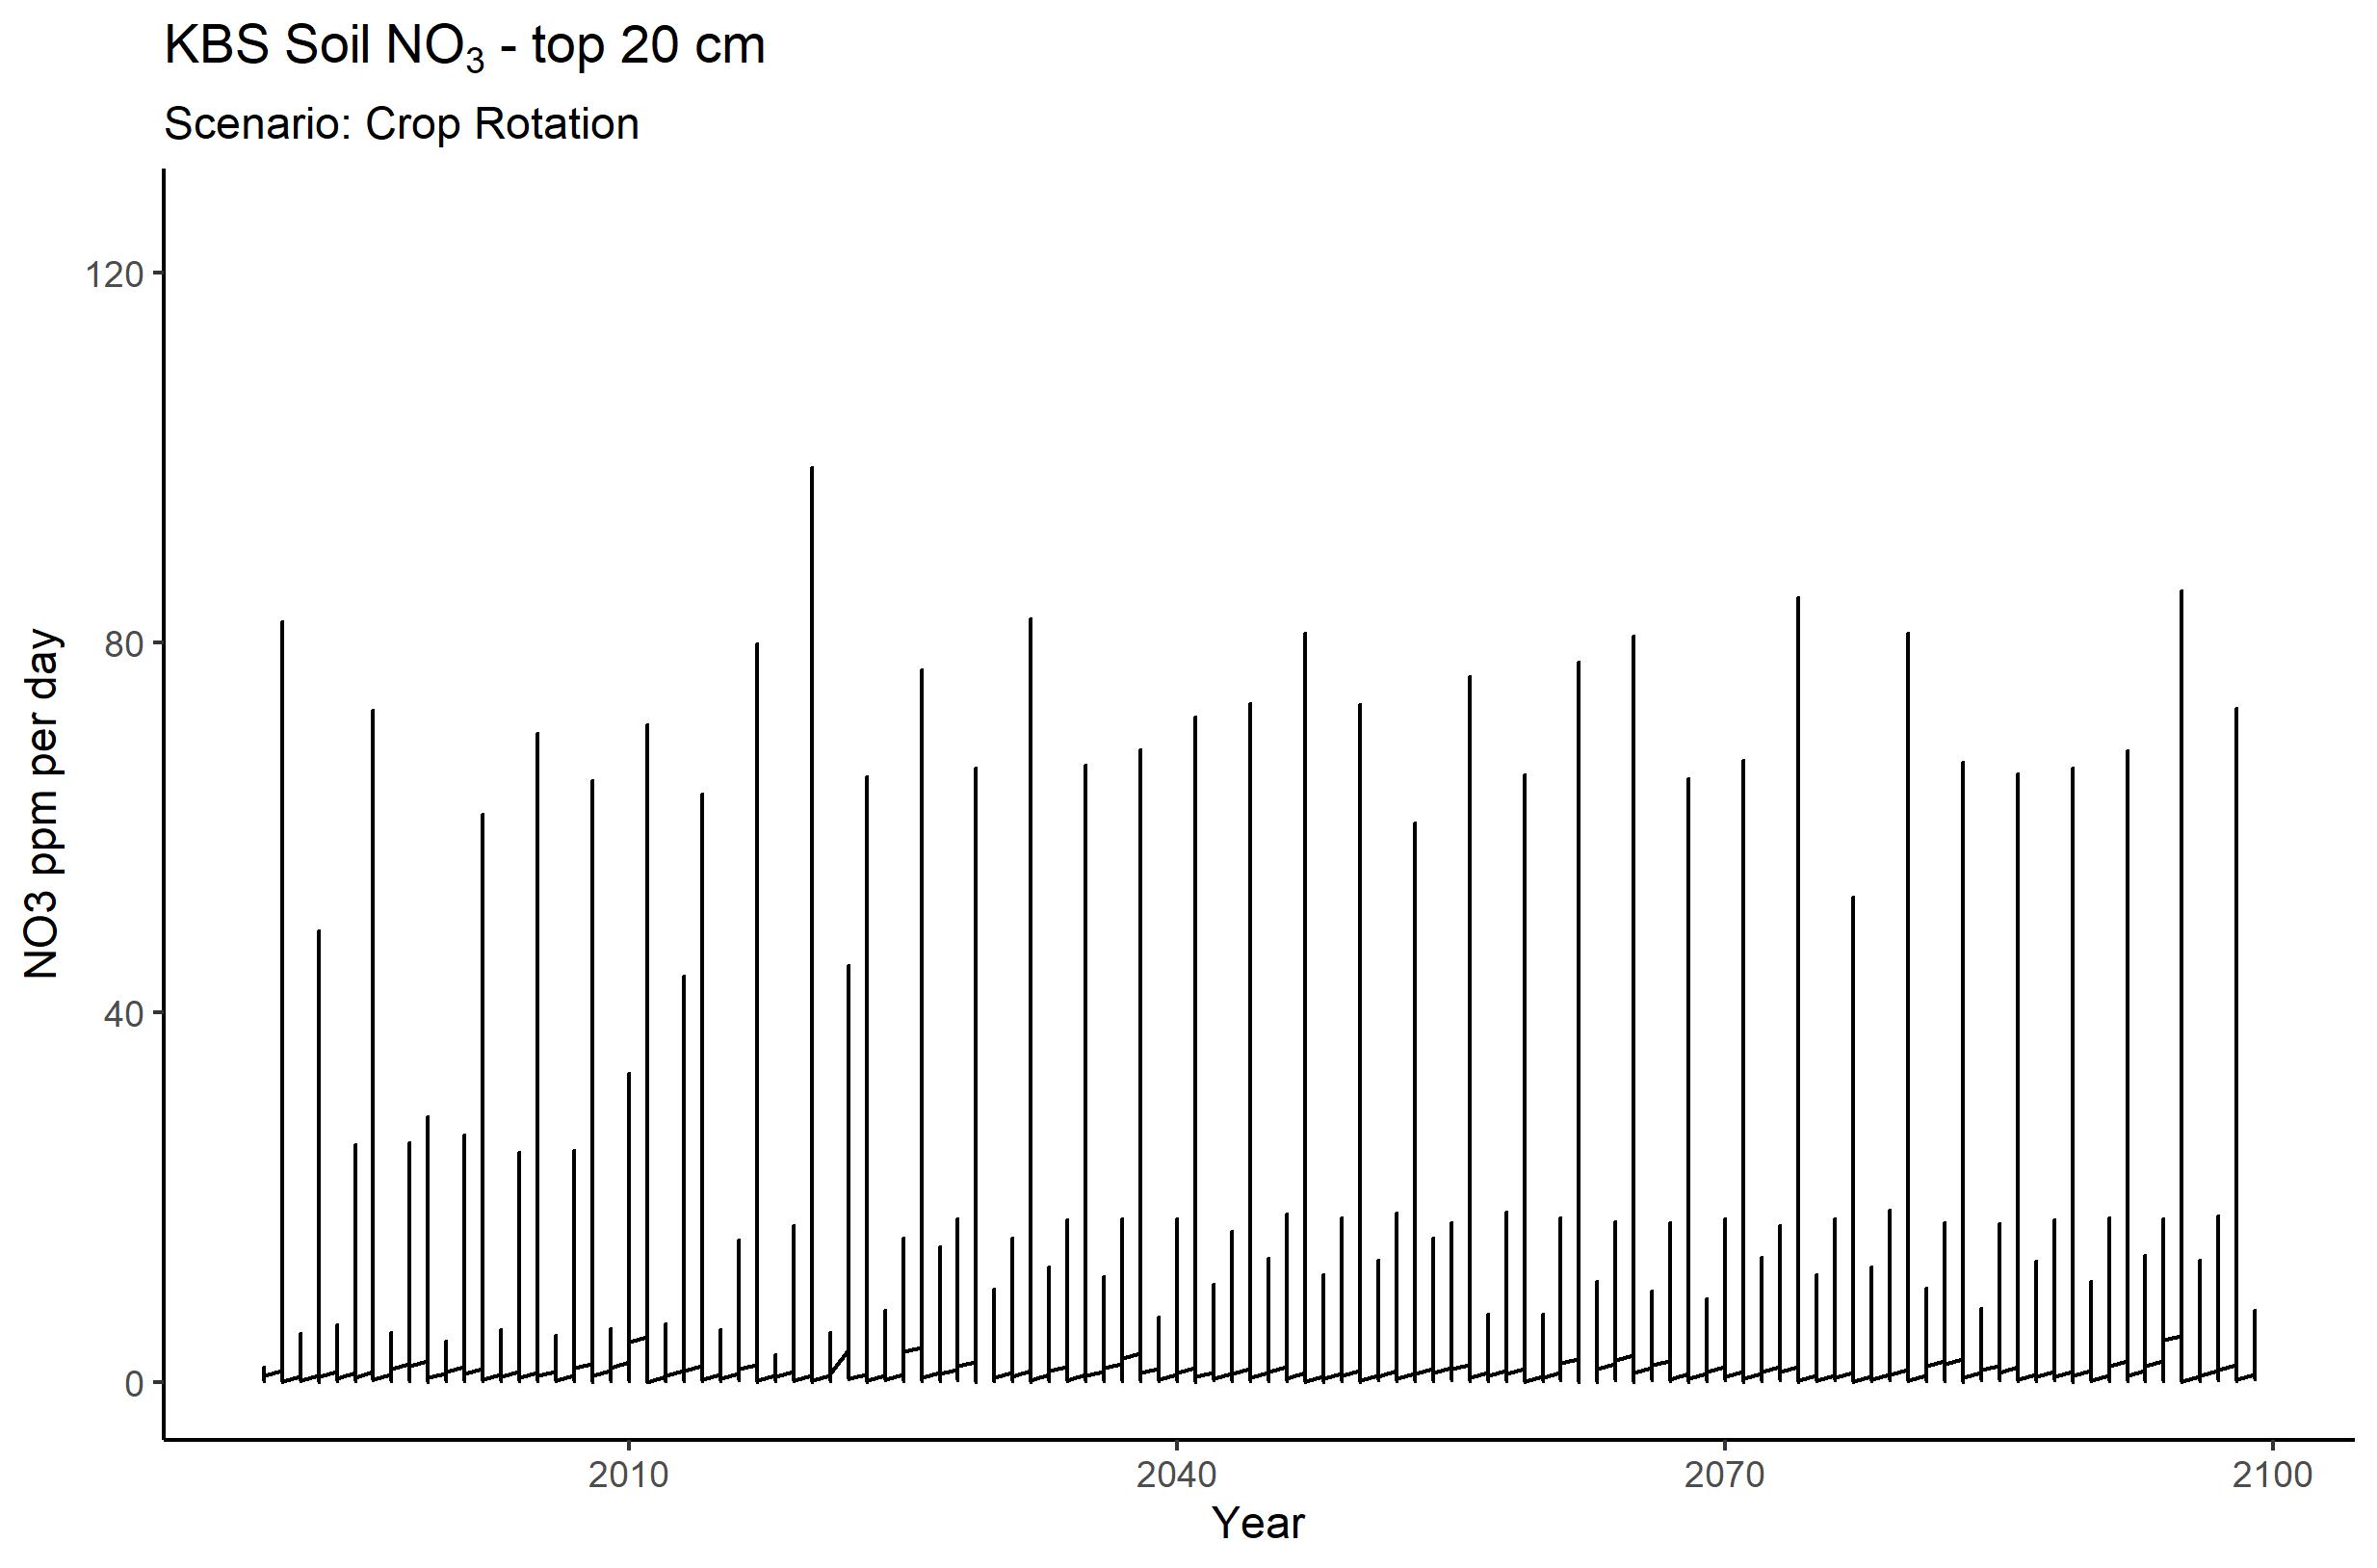 KBS Soil NO₃ - top 20 cm
Scenario: Crop Rotation
120
80
40
0
NO3 ppm per day
2010 2040 2070 2100
Year